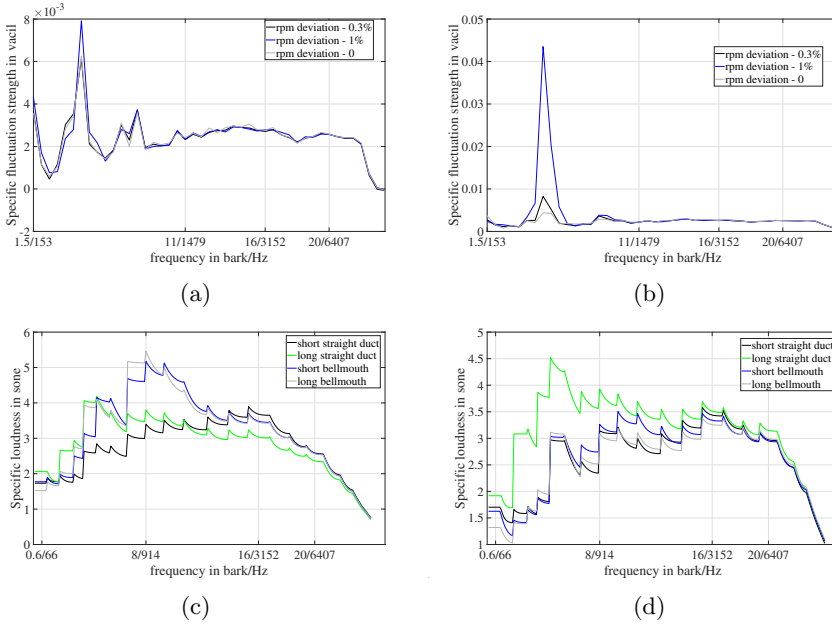 ×10⁻³
Specific fluctuation strength in vacil
8
6
4
2
0
-2
rpm deviation - 0.3%
rpm deviation - 1%
rpm deviation - 0
1.5/153 11/1479 16/3152 20/6407
frequency in bark/Hz
(a)
Specific fluctuation strength in vacil
0.05
0.04
0.03
0.02
0.01
0
rpm deviation - 0.3%
rpm deviation - 1%
rpm deviation - 0
1.5/153 11/1479 16/3152 20/6407
frequency in bark/Hz
(b)
Specific loudness in some
6
5
4
3
2
1
0
short straight duct
long straight duct
short bellmouth
long bellmouth
0.6/66 8/914 16/3152 20/6407
frequency in bark/Hz
(c)
Specific loudness in some
5
4.5
4
3.5
3
2.5
2
1.5
1
short straight duct
long straight duct
short bellmouth
long bellmouth
0.6/66 8/914 16/3152 20/6407
frequency in bark/Hz
(d)